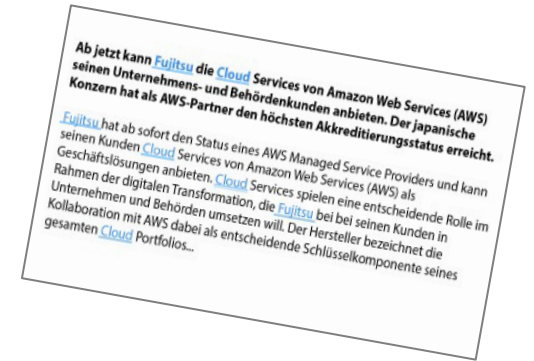 Ab jetzt kann Fujitsu die Cloud Services von Amazon Web Services (AWS)
seinen Unternehmens- und Behördenkunden anbieten. Der japanische
Konzern hat als AWS-Partner den höchsten Akkreditierungsstatus erreicht.
Fujitsu hat ab sofort den Status eines AWS Managed Service Providers und kann
seinen Kunden Cloud Services von Amazon Web Services (AWS) als
Geschäftslösungen anbieten. Cloud Services spielen eine entscheidende Rolle im
Rahmen der digitalen Transformation, die Fujitsu bei bei seinen Kunden in
Unternehmen und Behörden umsetzen will. Der Hersteller bezeichnet die
Kollaboration mit AWS dabei als entscheidende Schlüsselkomponente seines
gesamten Cloud Portfolios...